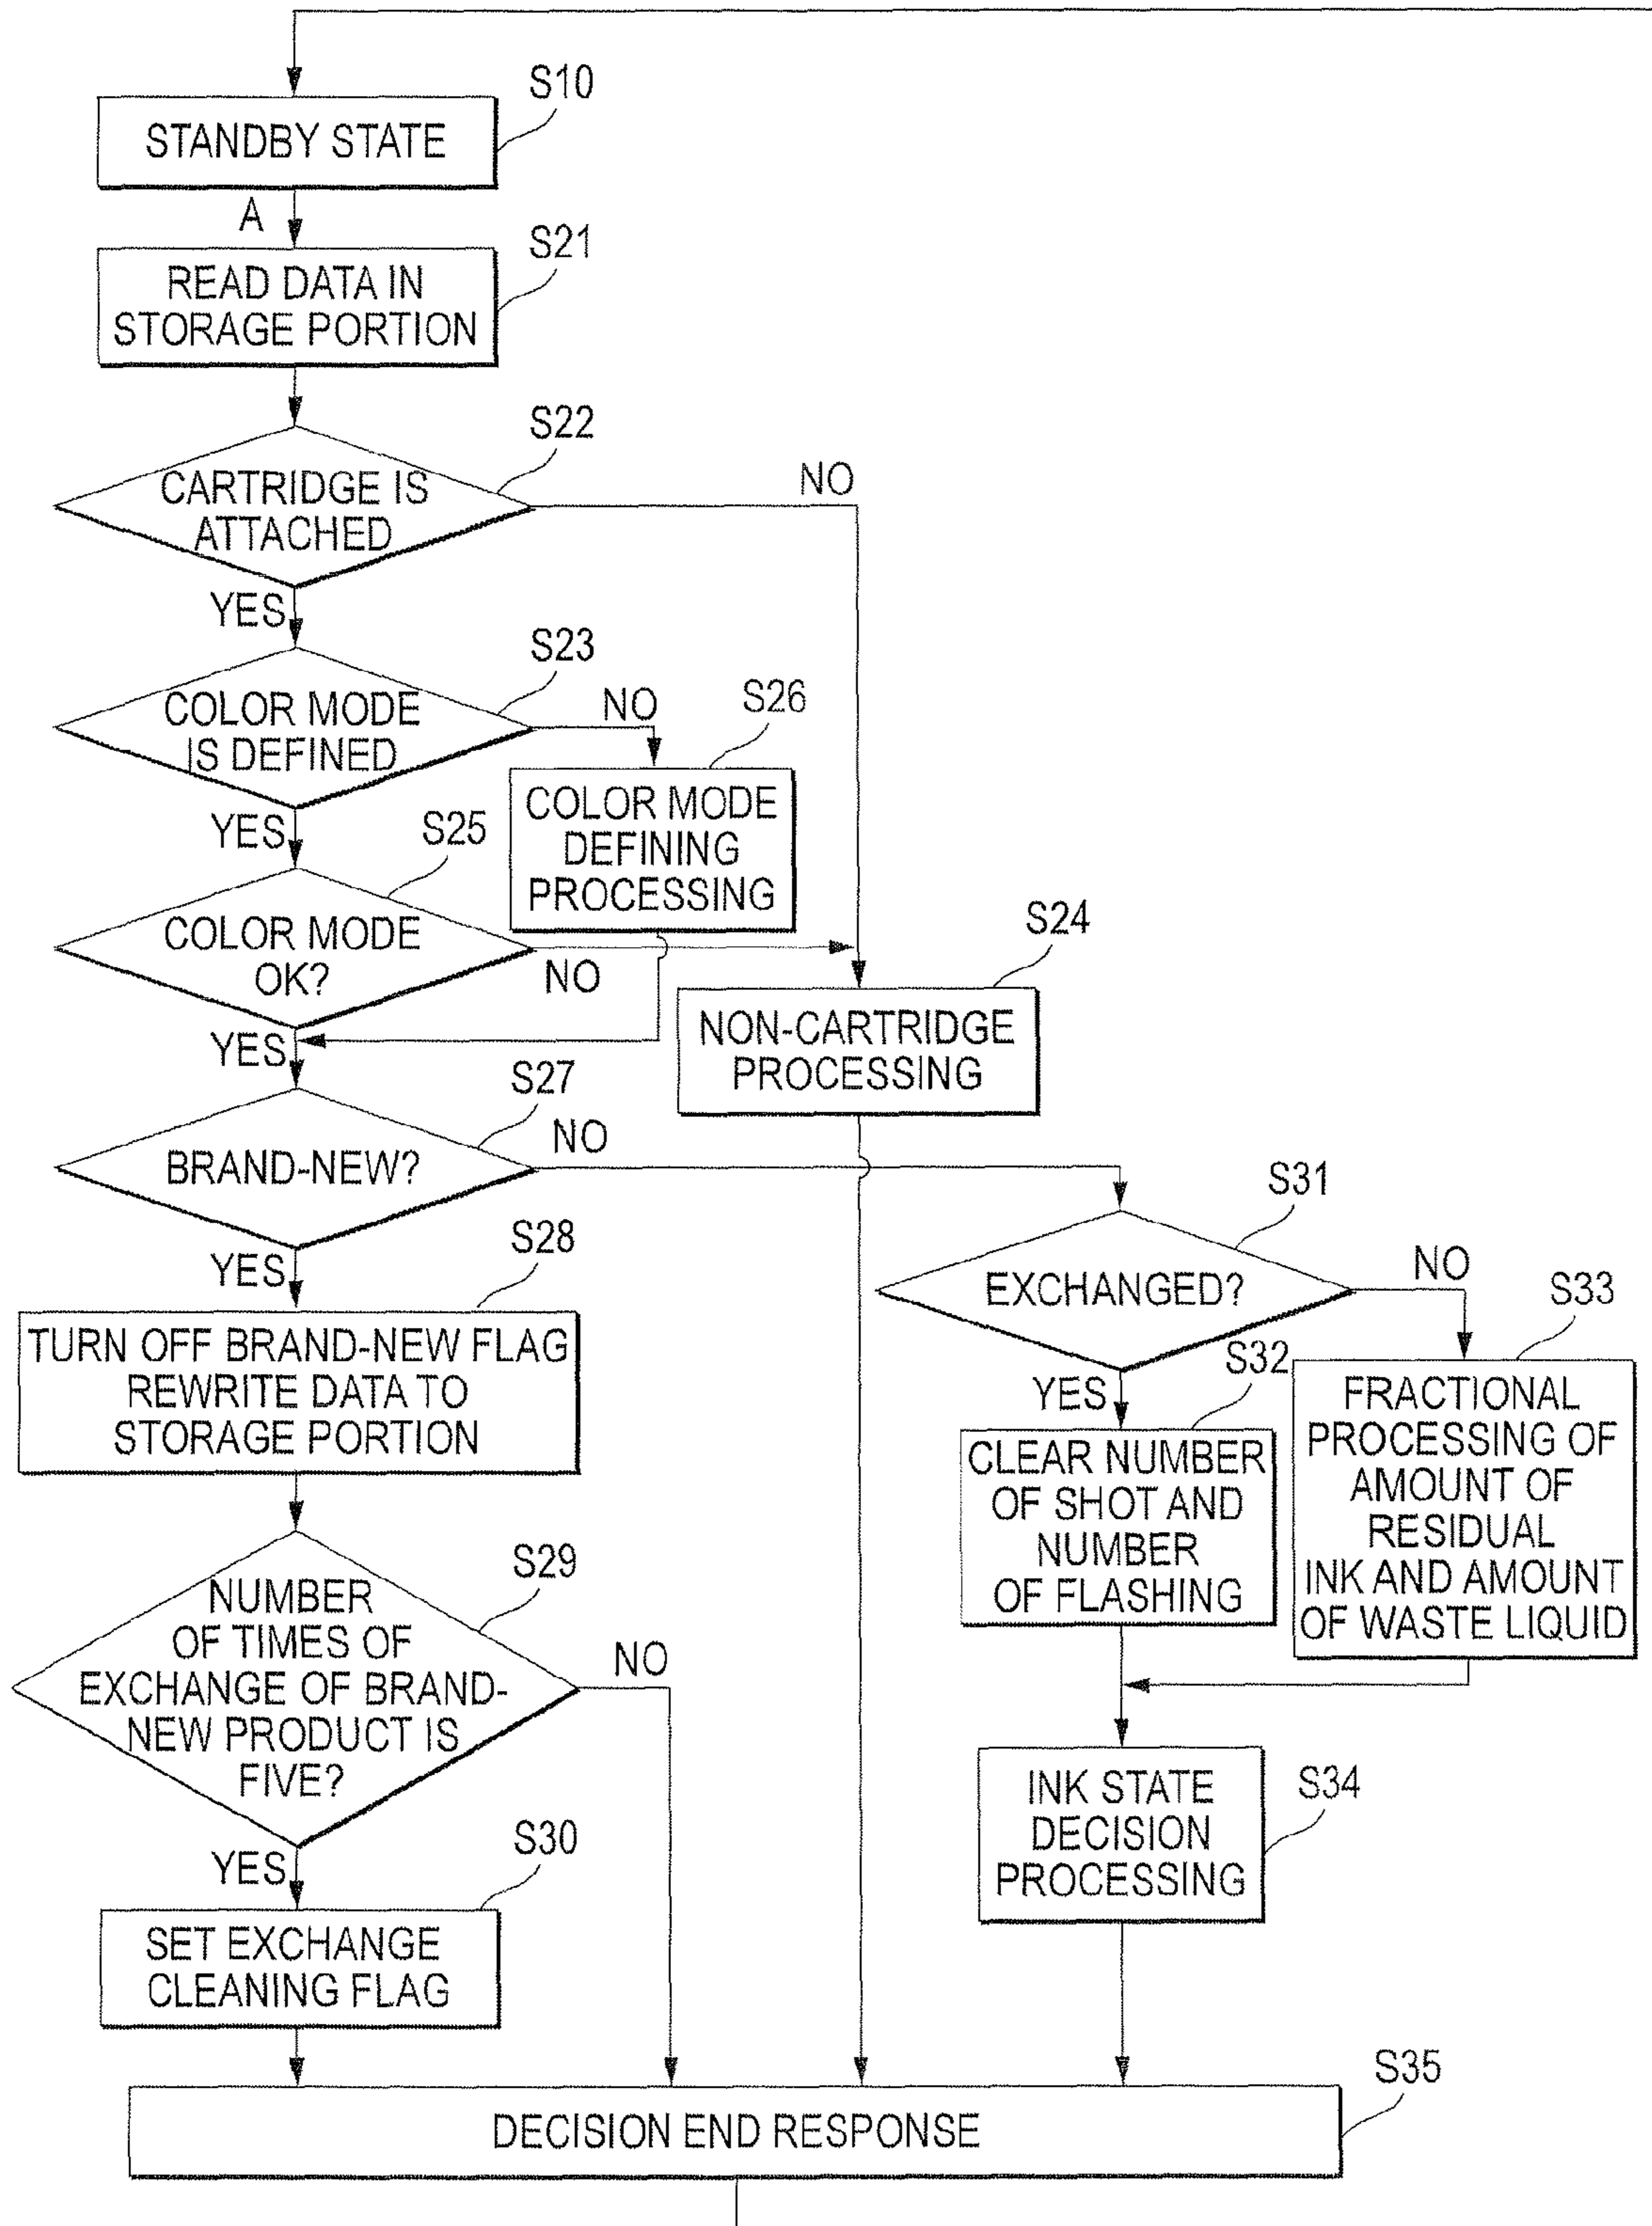 S10
STANDBY STATE
A
S21
READ DATA IN
STORAGE PORTION
S22
CARTRIDGE IS
ATTACHED
NO
YES
S23
COLOR MODE
IS DEFINED
NO
S26
COLOR MODE
DEFINING
PROCESSING
YES
S25
COLOR MODE
OK?
NO
S24
NON-CARTRIDGE
PROCESSING
YES
S27
BRAND-NEW?
NO
S31
EXCHANGED?
NO
S33
YES
S28
TURN OFF BRAND-NEW FLAG
REWRITE DATA TO
STORAGE PORTION
YES
S32
CLEAR NUMBER
OF SHOT AND
NUMBER
OF FLASHING
FRACTIONAL
PROCESSING OF
AMOUNT OF
RESIDUAL
INK AND AMOUNT
OF WASTE LIQUID
S29
NUMBER
OF TIMES OF
EXCHANGE OF BRAND-
NEW PRODUCT IS
FIVE?
NO
INK STATE
DECISION
PROCESSING
S34
YES
S30
SET EXCHANGE
CLEANING FLAG
S35
DECISION END RESPONSE